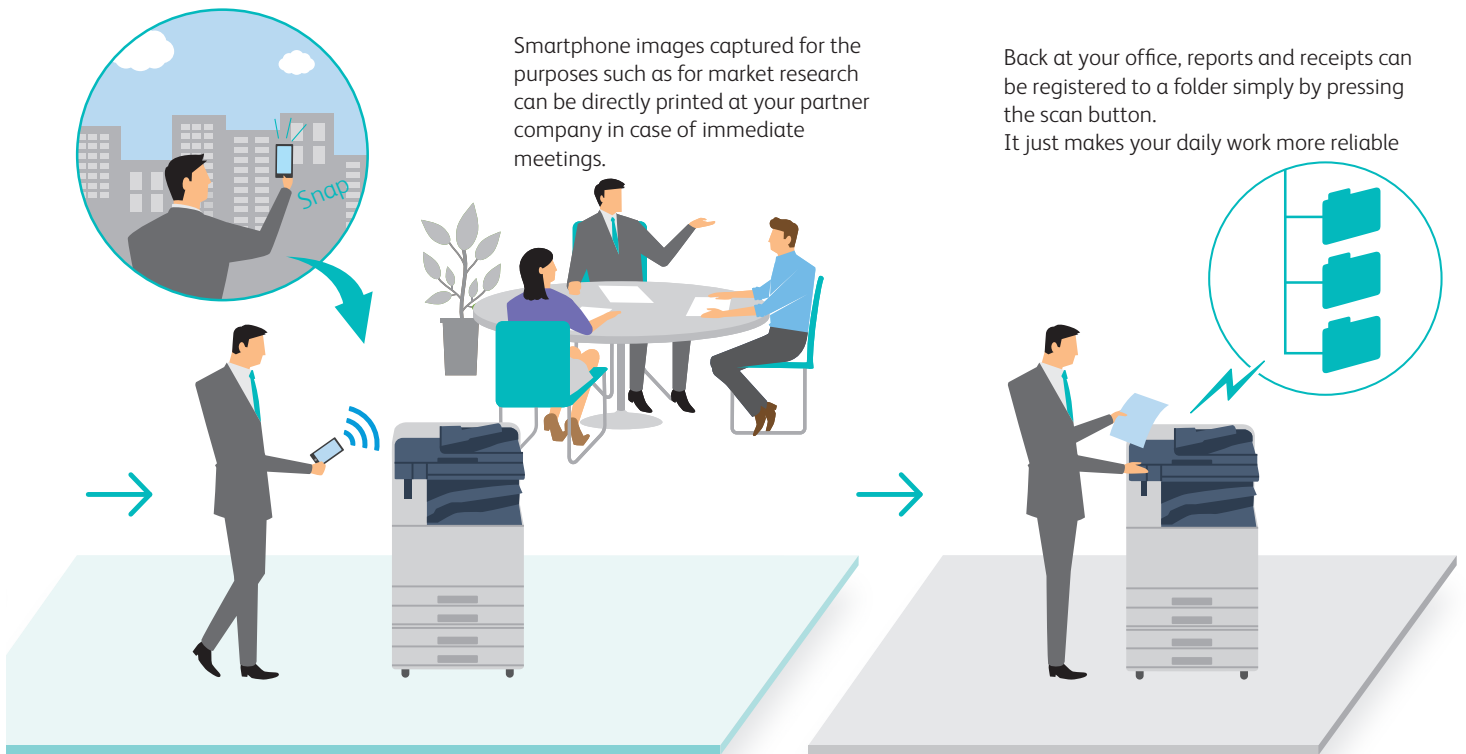 Smartphone images captured for the
purposes such as for market research
can be directly printed at your partner
company in case of immediate
meetings.
Snap
Back at your office, reports and receipts can
be registered to a folder simply by pressing
the scan button.
It just makes your daily work more reliable